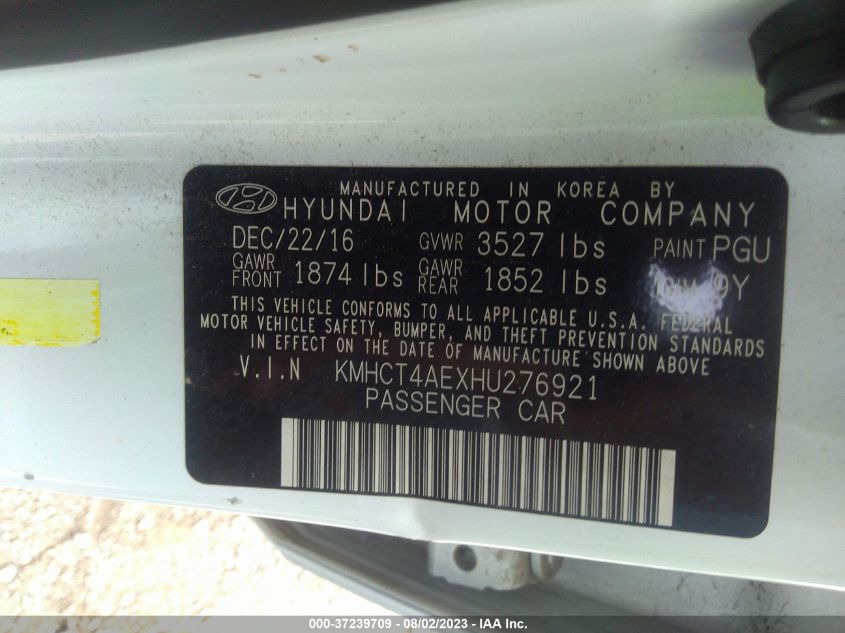 MANUFACTURED IN KOREA BY
HYUNDAI MOTOR COMPANY
DEC/22/16 GVWR 3527 lbs PAINT PGU
GAWR FRONT 1874 lbs GAWR REAR 1852 lbs
THIS VEHICLE CONFORMS TO ALL APPLICABLE U.S.A. FEDERAL
MOTOR VEHICLE SAFETY, BUMPER, AND THEFT PREVENTION STANDARDS
IN EFFECT ON THE DATE OF MANUFACTURE SHOWN ABOVE
V.I.N KMHCT4AEXHU276921
PASSENGER CAR
000-37239709 - 08/02/2023 - IAA Inc.